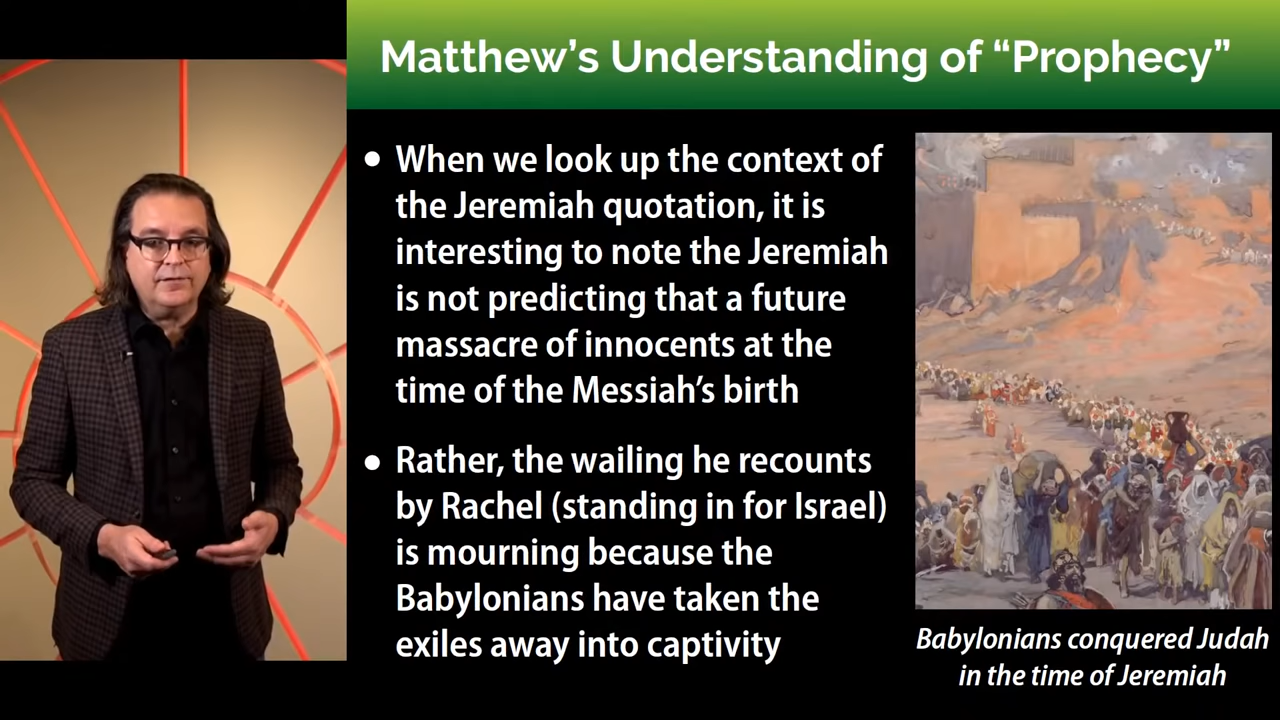 Matthew’s Understanding of “Prophecy”
• When we look up the context of
the Jeremiah quotation, it is
interesting to note the Jeremiah
is not predicting that a future
massacre of innocents at the
time of the Messiah’s birth
• Rather, the wailing he recounts
by Rachel (standing in for Israel)
is mourning because the
Babylonians have taken the
exiles away into captivity
Babylonians conquered Judah
in the time of Jeremiah